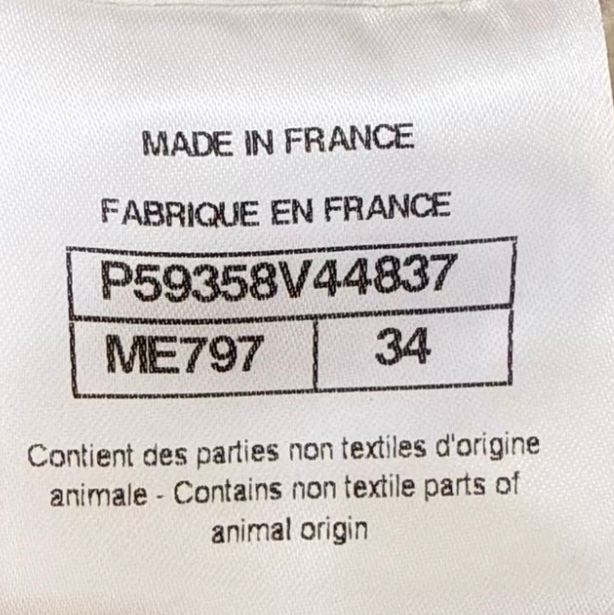 MADE IN FRANCE
FABRIQUE EN FRANCE
P59358V44837
ME797 34
Contient des parties non textiles d'origine
animale - Contains non textile parts of
animal origin